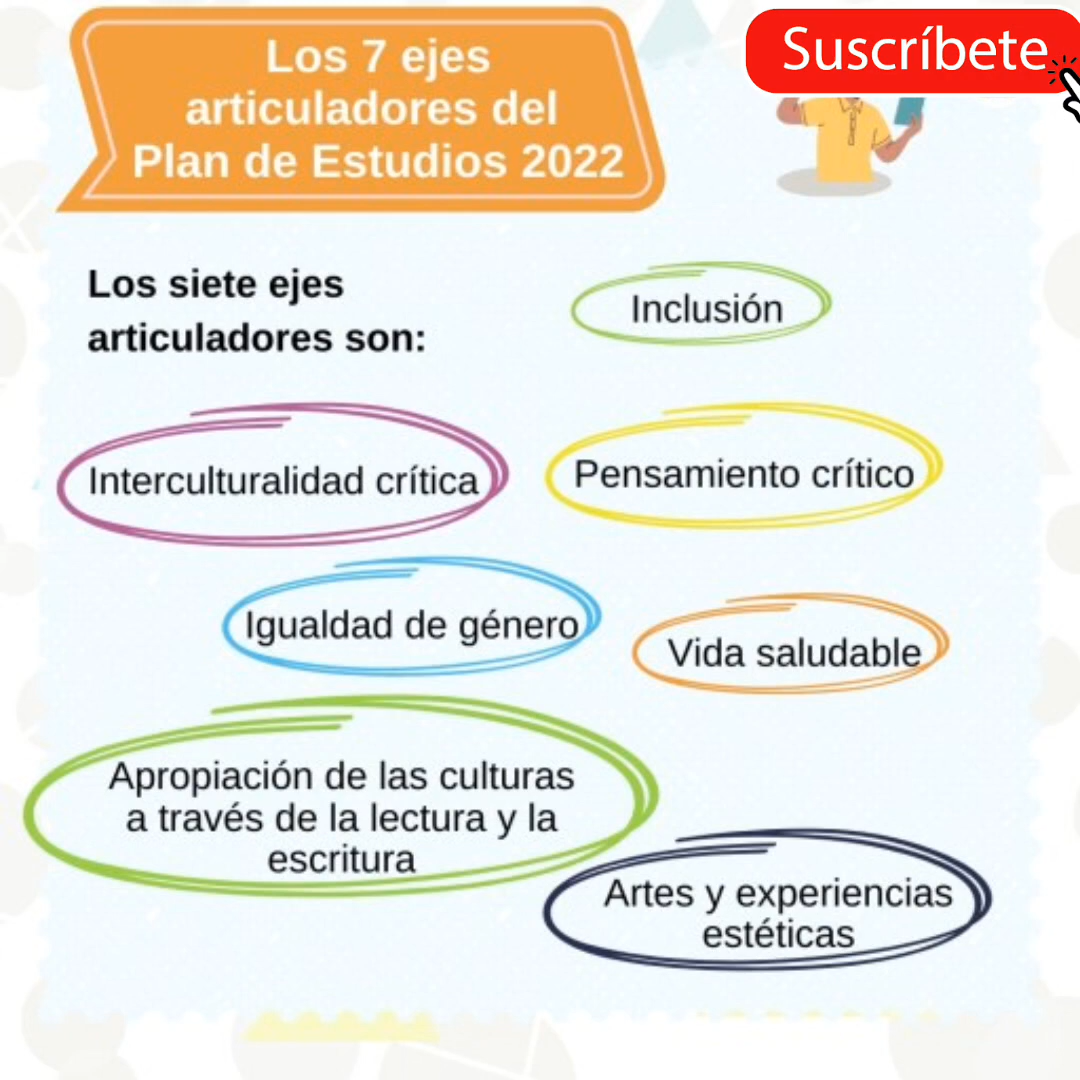 Los 7 ejes
articuladores del
Plan de Estudios 2022
Suscríbete
Los siete ejes
articuladores son:
Inclusión
Interculturalidad crítica
Pensamiento crítico
Igualdad de género
Vida saludable
Apropiación de las culturas
a través de la lectura y la
escritura
Artes y experiencias
estéticas